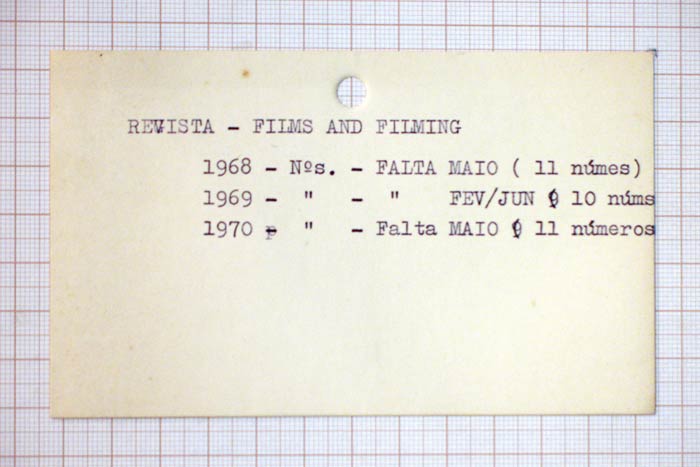 REVISTA - FILMS AND FILMING
1968 - Nºs. - FALTA MAIO ( 11 númes)
1969 - " - " FEV/JUN ( 10 núms
1970 - " - Falta MAIO ( 11 números